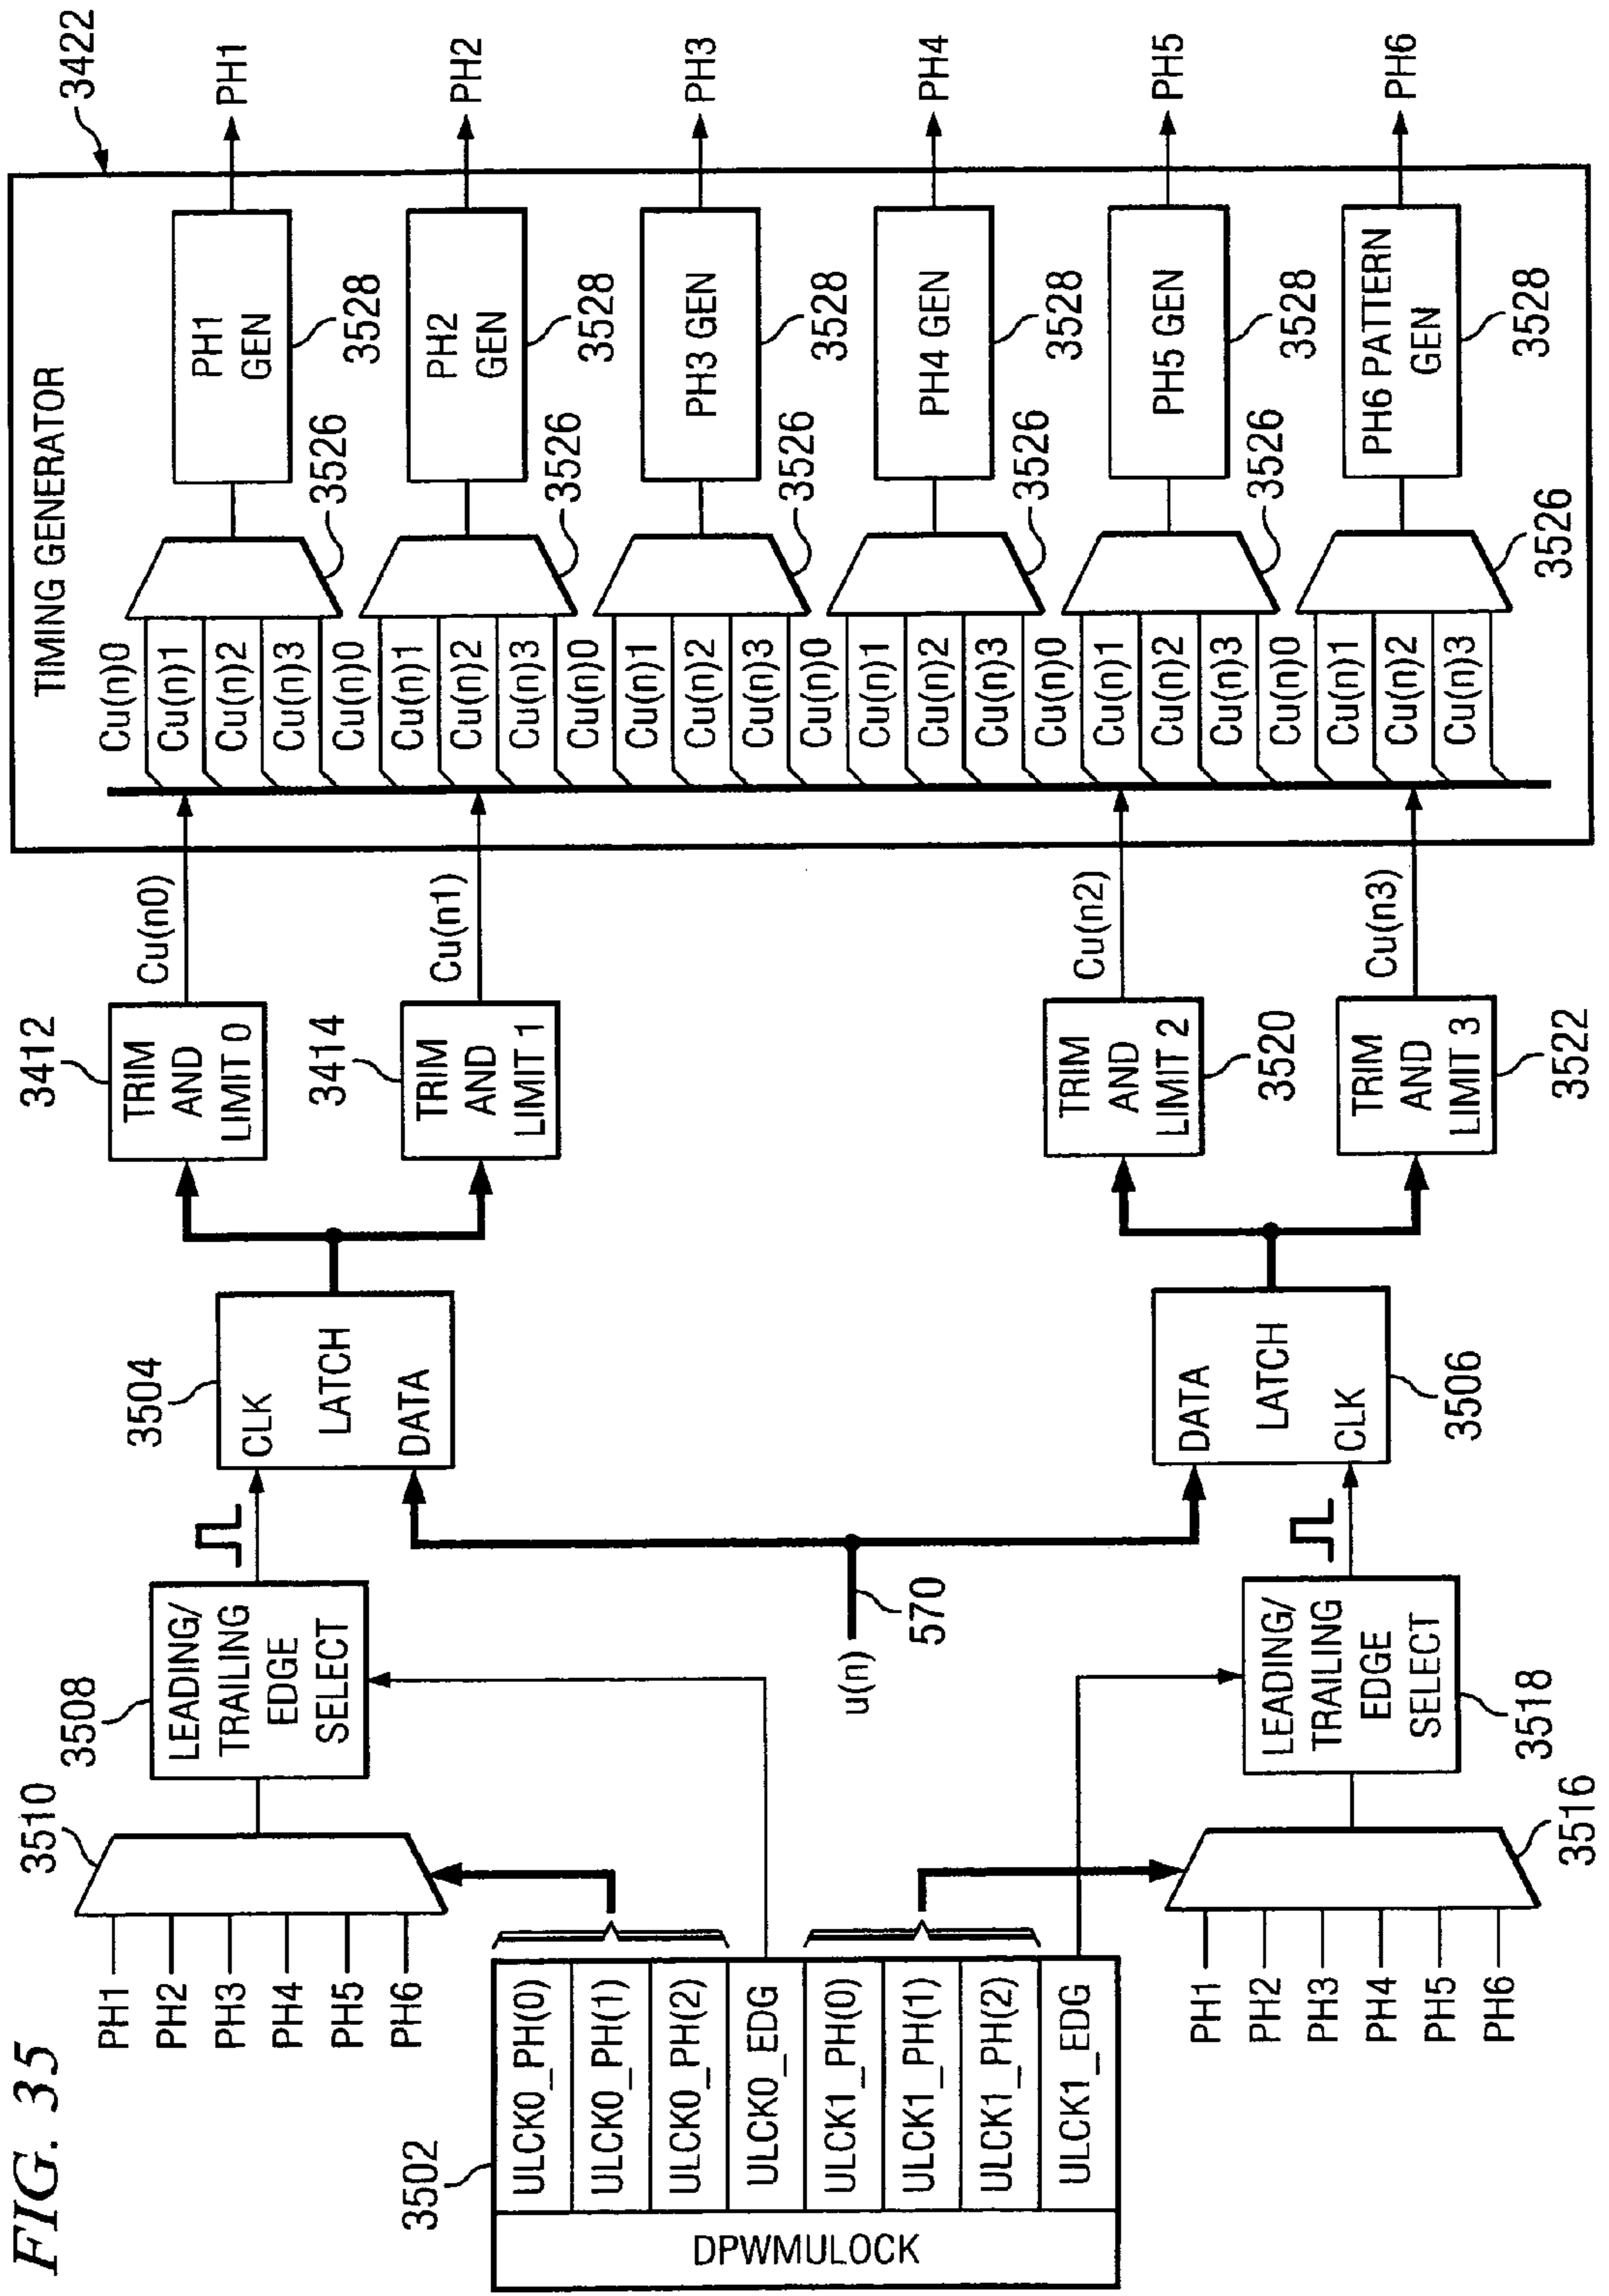 FIG. 35
PH1
PH2
PH3
PH4
PH5
PH6
3510
3508
LEADING/
TRAILING
EDGE
SELECT
3502
DPWMULOCK
ULCK0_PH(0)
ULCK0_PH(1)
ULCK0_PH(2)
ULCK0_EDG
ULCK1_PH(0)
ULCK1_PH(1)
ULCK1_PH(2)
ULCK1_EDG
PH1
PH2
PH3
PH4
PH5
PH6
3516
LEADING/
TRAILING
EDGE
SELECT
3518
u(n)
570
3504
CLK
LATCH
DATA
DATA
LATCH
CLK
3506
3412
TRIM
AND
LIMIT 0
3414
TRIM
AND
LIMIT 1
TRIM
AND
LIMIT 2
3520
TRIM
AND
LIMIT 3
3522
Cu(n0)
Cu(n1)
Cu(n2)
Cu(n3)
TIMING GENERATOR
3422
Cu(n)0
Cu(n)1
Cu(n)2
Cu(n)3
Cu(n)0
Cu(n)1
Cu(n)2
Cu(n)3
Cu(n)0
Cu(n)1
Cu(n)2
Cu(n)3
Cu(n)0
Cu(n)1
Cu(n)2
Cu(n)3
Cu(n)0
Cu(n)1
Cu(n)2
Cu(n)3
Cu(n)0
Cu(n)1
Cu(n)2
Cu(n)3
3526
3526
3526
3526
3526
3526
PH1
GEN
3528
PH1
PH2
GEN
3528
PH2
PH3 GEN
3528
PH3
PH4 GEN
3528
PH4
PH5 GEN
3528
PH5
PH6 PATTERN
GEN
3528
PH6